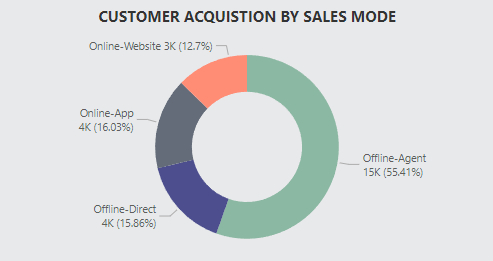 CUSTOMER ACQUISTION BY SALES MODE
Online-Website 3K (12.7%)
Online-App
4K (16.03%)
Offline-Agent
15K (55.41%)
Offline-Direct
4K (15.86%)